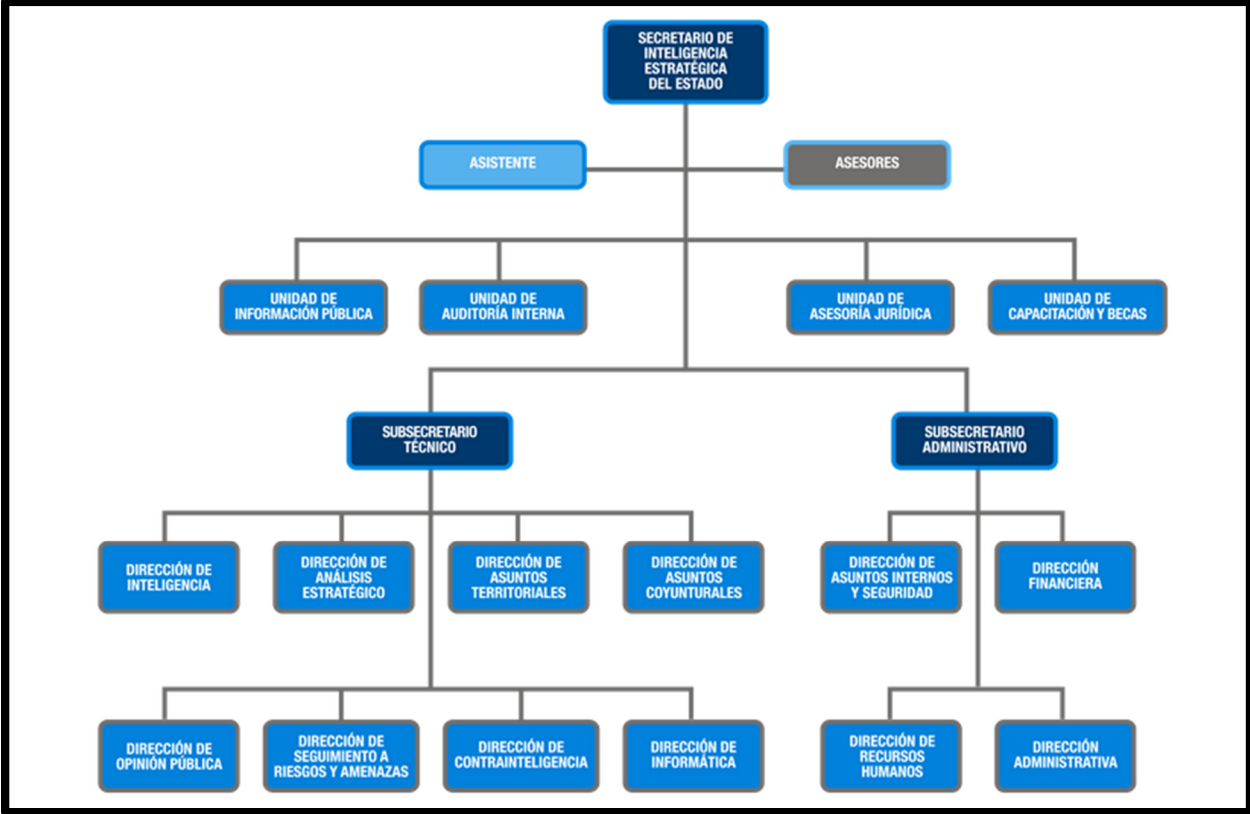 SECRETARIO DE
INTELIGENCIA
ESTRATÉGICA
DEL ESTADO
ASISTENTE
ASESORES
UNIDAD DE
INFORMACIÓN PÚBLICA
UNIDAD DE
AUDITORÍA INTERNA
UNIDAD DE
ASESORÍA JURÍDICA
UNIDAD DE
CAPACITACIÓN Y BECAS
SUBSECRETARIO
TÉCNICO
SUBSECRETARIO
ADMINISTRATIVO
DIRECCIÓN DE
INTELIGENCIA
DIRECCIÓN DE
ANÁLISIS
ESTRATÉGICO
DIRECCIÓN DE
ASUNTOS
TERRITORIALES
DIRECCIÓN DE
ASUNTOS
COYUNTURALES
DIRECCIÓN DE
ASUNTOS INTERNOS
Y SEGURIDAD
DIRECCIÓN
FINANCIERA
DIRECCIÓN DE
OPINIÓN PÚBLICA
DIRECCIÓN DE
SEGUIMIENTO A
RIESGOS Y AMENAZAS
DIRECCIÓN DE
CONTRAINTELIGENCIA
DIRECCIÓN DE
INFORMÁTICA
DIRECCIÓN DE
RECURSOS
HUMANOS
DIRECCIÓN
ADMINISTRATIVA